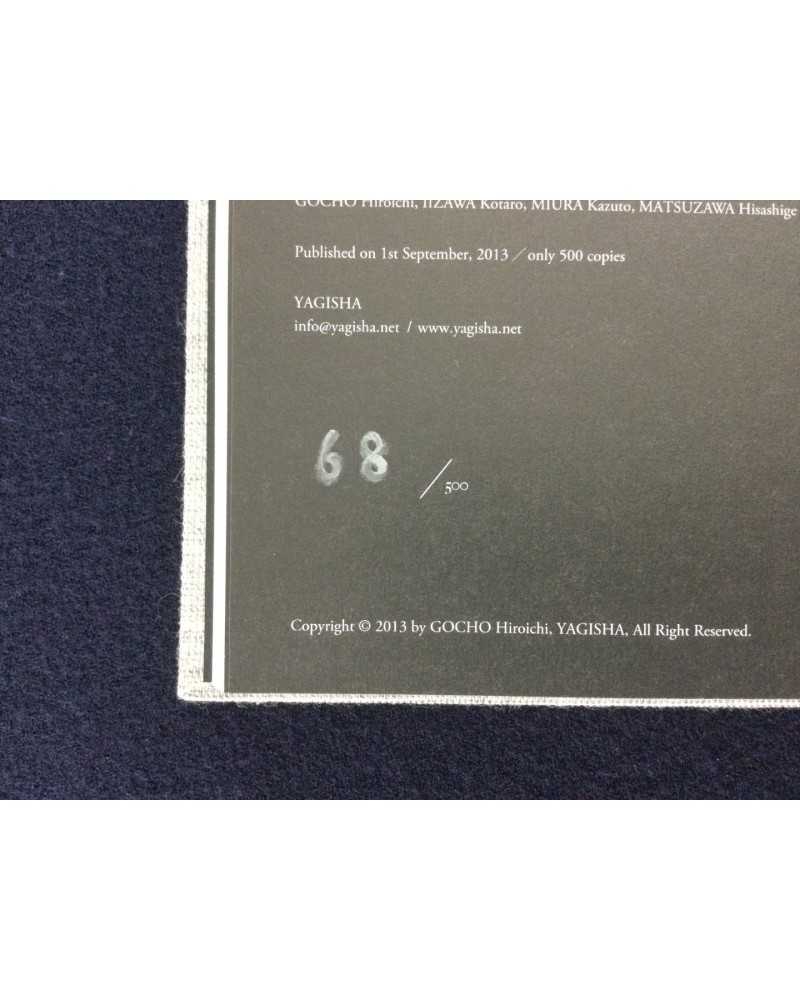 GOCHO Hiroichi, IIZAWA Kotaro, MIURA Kazuto, MATSUZAWA Hisashige
Published on 1st September, 2013 ／only 500 copies
YAGISHA
info@yagisha.net / www.yagisha.net
68 ／500
Copyright © 2013 by GOCHO Hiroichi, YAGISHA, All Right Reserved.